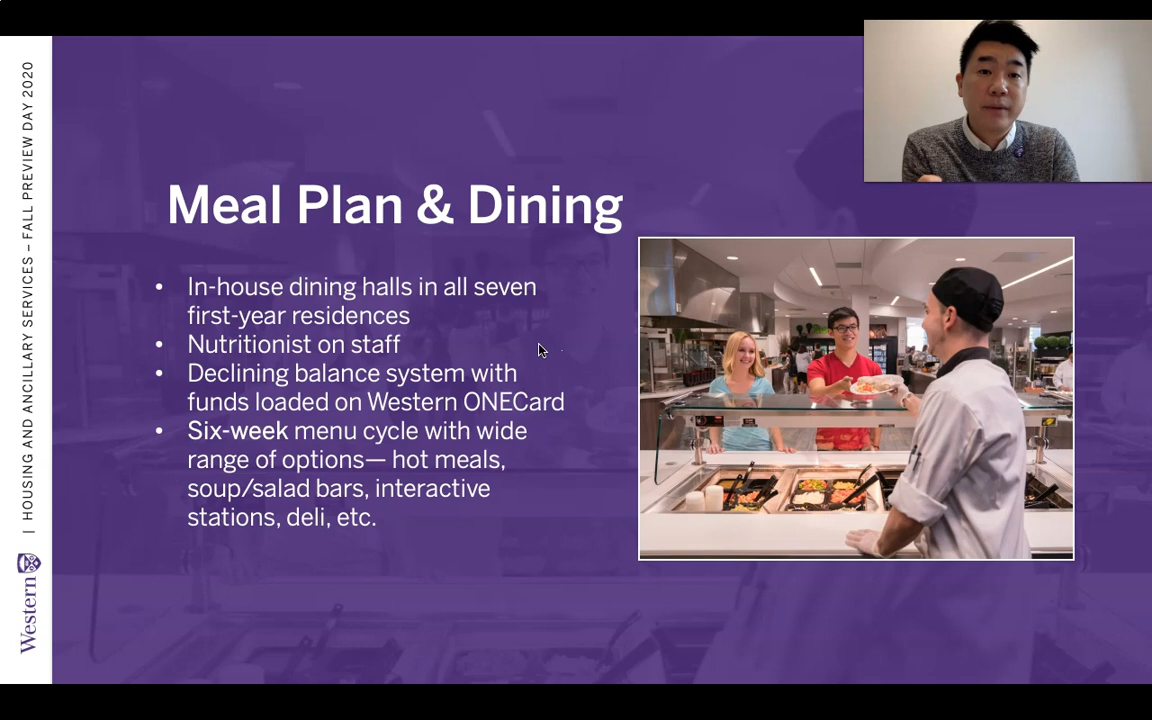 Meal Plan & Dining
• In-house dining halls in all seven
first-year residences
• Nutritionist on staff
• Declining balance system with
funds loaded on Western ONECard
• Six-week menu cycle with wide
range of options— hot meals,
soup/salad bars, interactive
stations, deli, etc.
Western | HOUSING AND ANCILLARY SERVICES – FALL PREVIEW DAY 2020